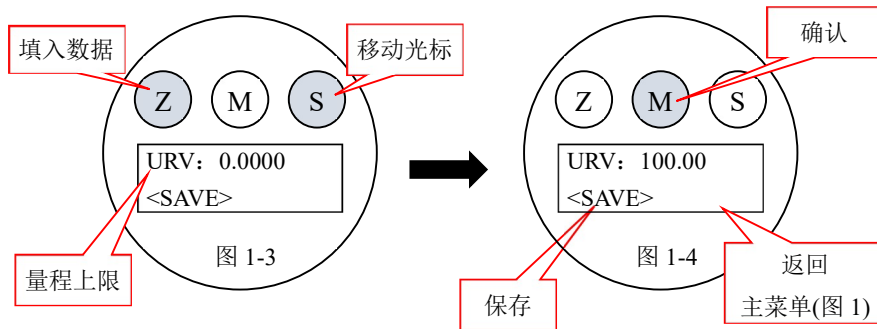 填入数据
移动光标
Z
M
S
URV：0.0000
<SAVE>
图 1-3
量程上限
确认
Z
M
S
URV：100.00
<SAVE>
图 1-4
保存
返回
主菜单(图 1)